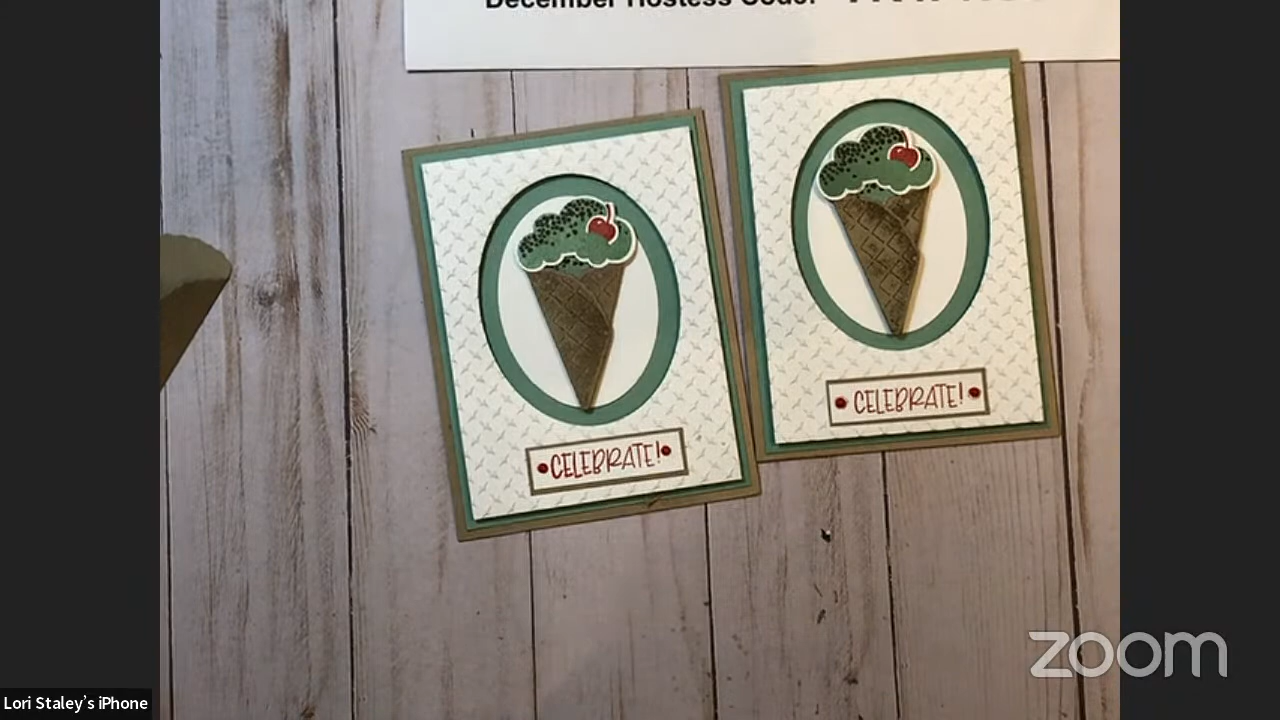 December Hostess Code:
CELEBRATE!
CELEBRATE!
zoom
Lori Staley's iPhone